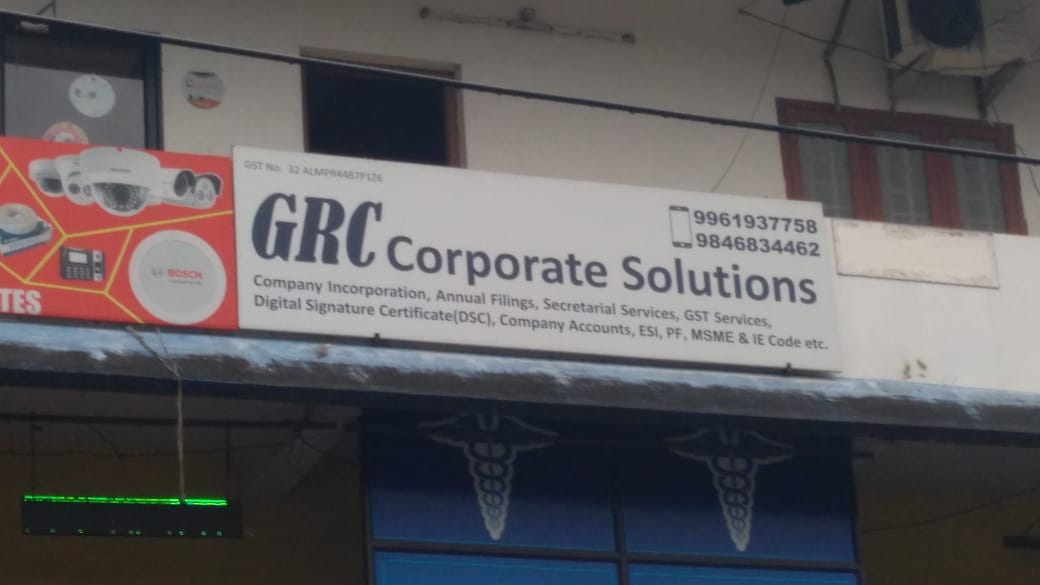 GST No. 32 ALMPR4487P1Z6
GRC Corporate Solutions
9961937758
9846834462
Company Incorporation, Annual Filings, Secretarial Services, GST Services,
Digital Signature Certificate(DSC), Company Accounts, ESI, PF, MSME & IE Code etc.
BOSCH
TES